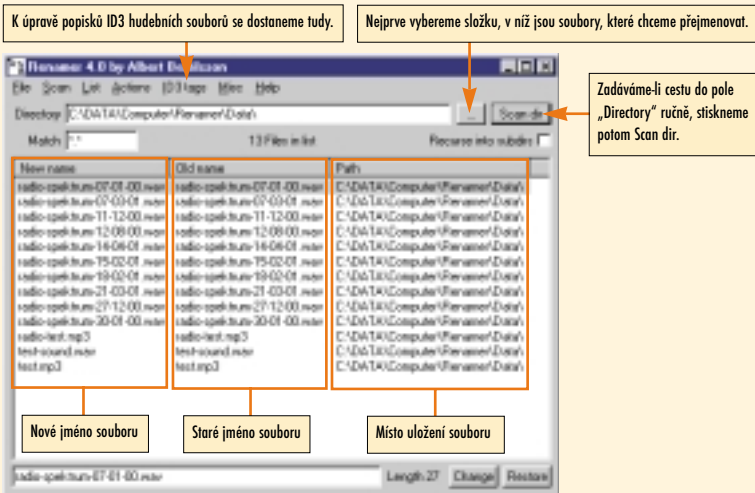 K úpravě popisků ID3 hudebních souborů se dostaneme tudy.
Nejprve vybereme složku, v níž jsou soubory, které chceme přejmenovat.
Renamer 4.0 by Albert
File Scan List Actions ID3 tags Misc Help
Directory C:\DATA\Computer\Renamer\Data\ ... Scan dir
Zadáváme-li cestu do pole
„Directory“ ručně, stiskneme
potom Scan dir.
Match *.* 13 Files in list Recurse into subdirs
New name Old name Path
radio-spektrum-07-01-00.wav radio-spektrum-07-01-00.wav C:\DATA\Computer\Renamer\Data\
radio-spektrum-07-03-01.wav radio-spektrum-07-03-01.wav C:\DATA\Computer\Renamer\Data\
radio-spektrum-11-12-00.wav radio-spektrum-11-12-00.wav C:\DATA\Computer\Renamer\Data\
radio-spektrum-12-08-00.wav radio-spektrum-12-08-00.wav C:\DATA\Computer\Renamer\Data\
radio-spektrum-14-04-01.wav radio-spektrum-14-04-01.wav C:\DATA\Computer\Renamer\Data\
radio-spektrum-15-02-01.wav radio-spektrum-15-02-01.wav C:\DATA\Computer\Renamer\Data\
radio-spektrum-18-02-01.wav radio-spektrum-18-02-01.wav C:\DATA\Computer\Renamer\Data\
radio-spektrum-21-03-01.wav radio-spektrum-21-03-01.wav C:\DATA\Computer\Renamer\Data\
radio-spektrum-27-12-00.wav radio-spektrum-27-12-00.wav C:\DATA\Computer\Renamer\Data\
radio-spektrum-30-01-00.wav radio-spektrum-30-01-00.wav C:\DATA\Computer\Renamer\Data\
radio-test.mp3 radio-test.mp3 C:\DATA\Computer\Renamer\Data\
test-sound.wav test-sound.wav C:\DATA\Computer\Renamer\Data\
test.mp3 test.mp3 C:\DATA\Computer\Renamer\Data\
Nové jméno souboru Staré jméno souboru Místo uložení souboru
radio-spektrum-07-01-00.wav Length 27 Change Restore